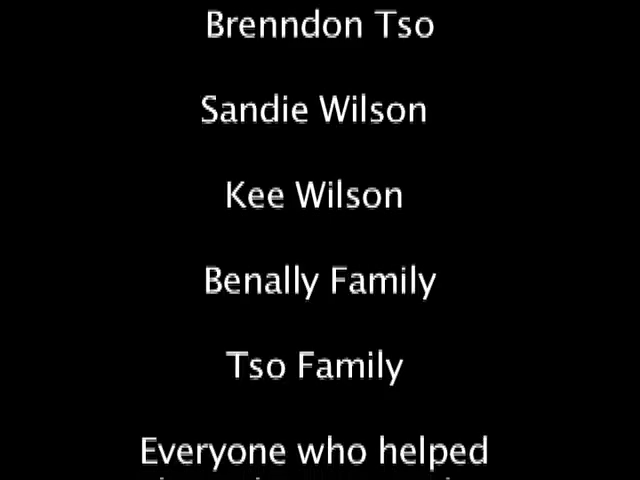 Brenndon Tso
Sandie Wilson
Kee Wilson
Benally Family
Tso Family
Everyone who helped